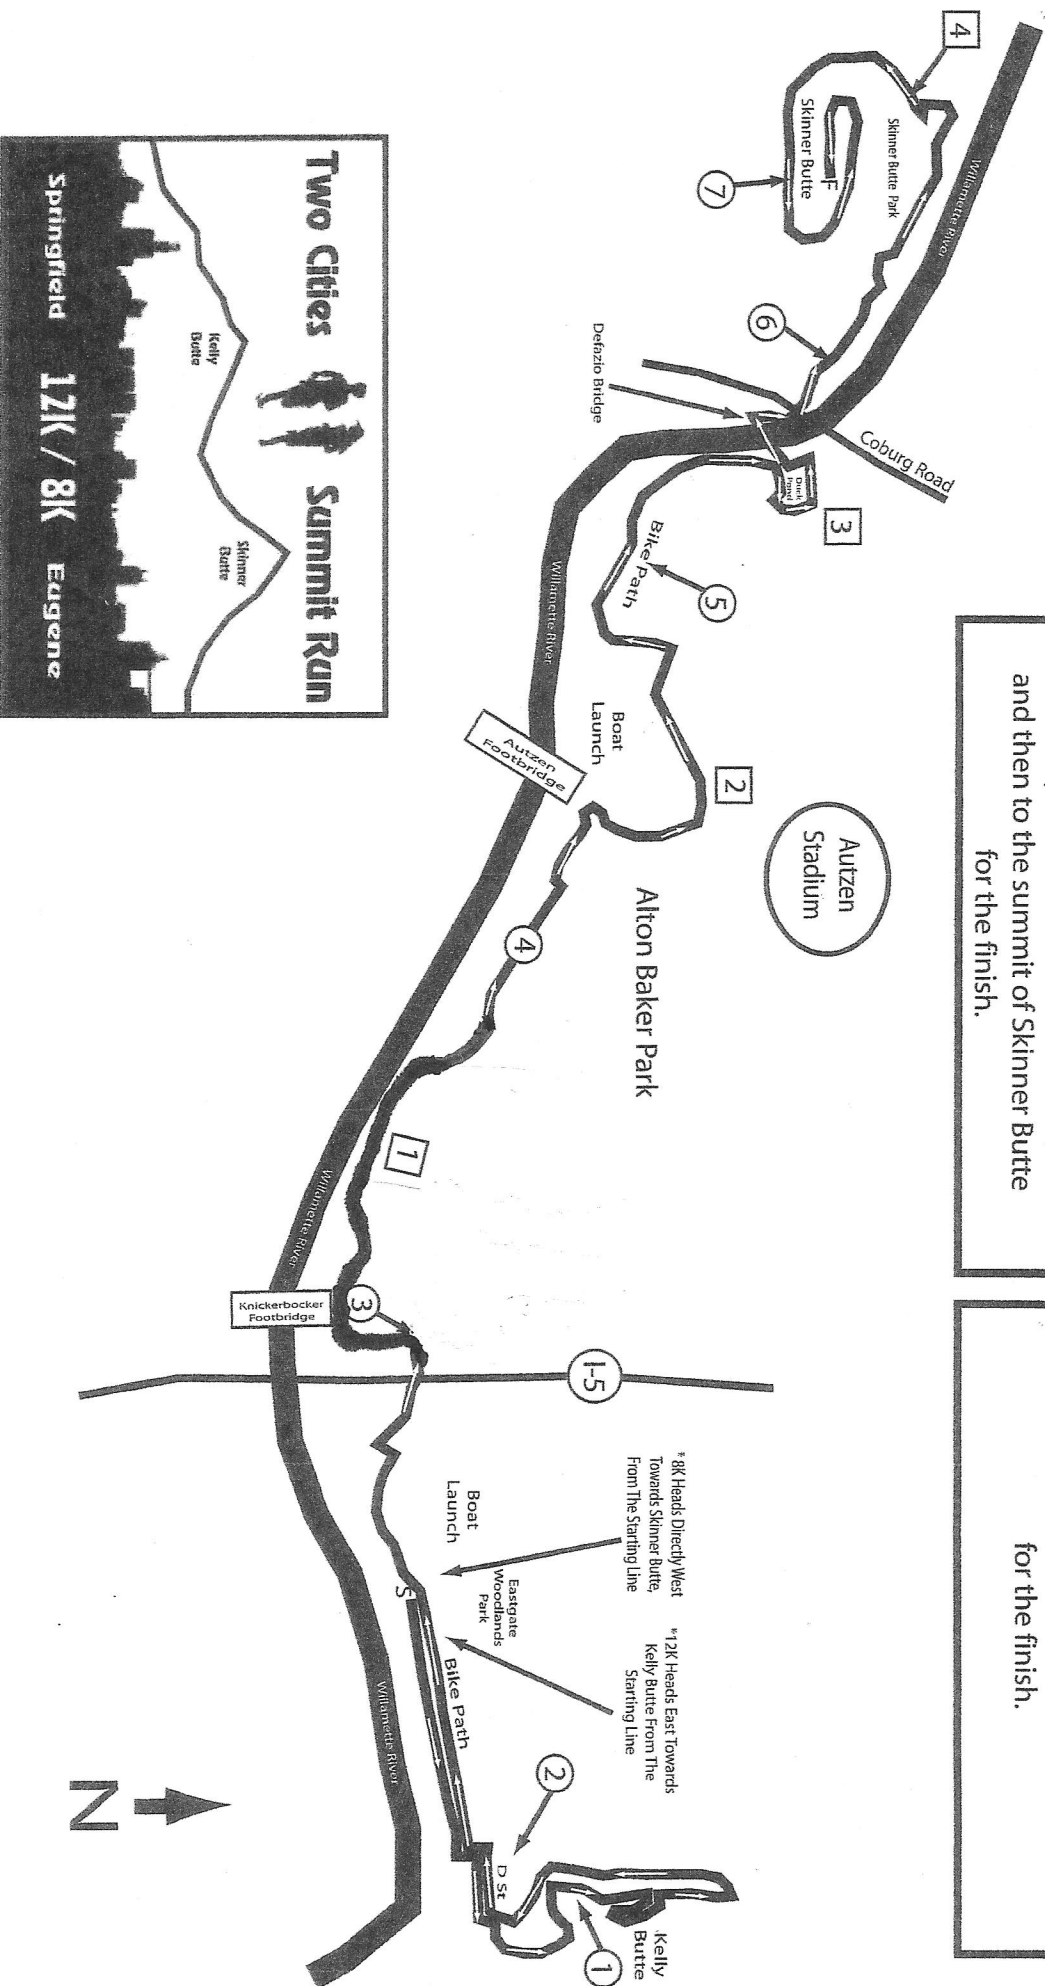 and then to the summit of Skinner Butte
for the finish.
for the finish.
4
Skinner Butte Park
Skinner Butte
F
7
Willamette River
6
Defazio Bridge
Coburg Road
Duck
Pond
3
Bike Path
5
Willamette River
Boat
Launch
Autzen
Footbridge
2
Autzen
Stadium
Alton Baker Park
4
1
Willamette River
Knickerbocker
Footbridge
3
I-5
*8K Heads Directly West
Towards Skinner Butte,
From The Starting Line
Boat
Launch
Eastgate
Woodlands
Park
S
*12K Heads East Towards
Kelly Butte From The
Starting Line
Bike Path
Willamette River
2
D St
1
Kelly
Butte
N
Two Cities Summit Run
Kelly
Butte
Skinner
Butte
Springfield 12K / 8K Eugene